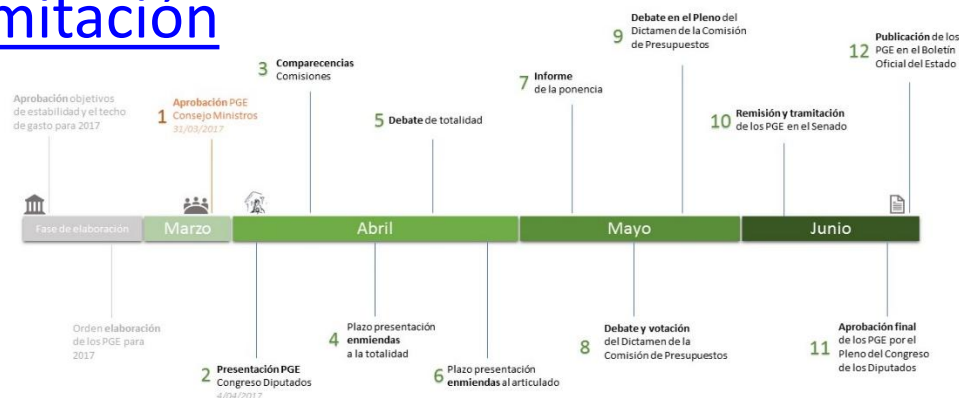 mitación
Aprobación objetivos
de estabilidad y el techo
de gasto para 2017
1
Aprobación PGE
Consejo Ministros
31/03/2017
3
Comparecencias
Comisiones
5 Debate de totalidad
7
Informe
de la ponencia
9
Debate en el Pleno del
Dictamen de la Comisión
de Presupuestos
10
Remisión y tramitación
de los PGE en el Senado
12
Publicación de los
PGE en el Boletín
Oficial del Estado
Fase de elaboración
Marzo
Abril
Mayo
Junio
Orden elaboración
de los PGE para
2017
2
Presentación PGE
Congreso Diputados
4/04/2017
4
Plazo presentación
enmiendas
a la totalidad
6
Plazo presentación
enmiendas al articulado
8
Debate y votación
del Dictamen de la
Comisión de Presupuestos
11
Aprobación final
de los PGE por el
Pleno del Congreso
de los Diputados